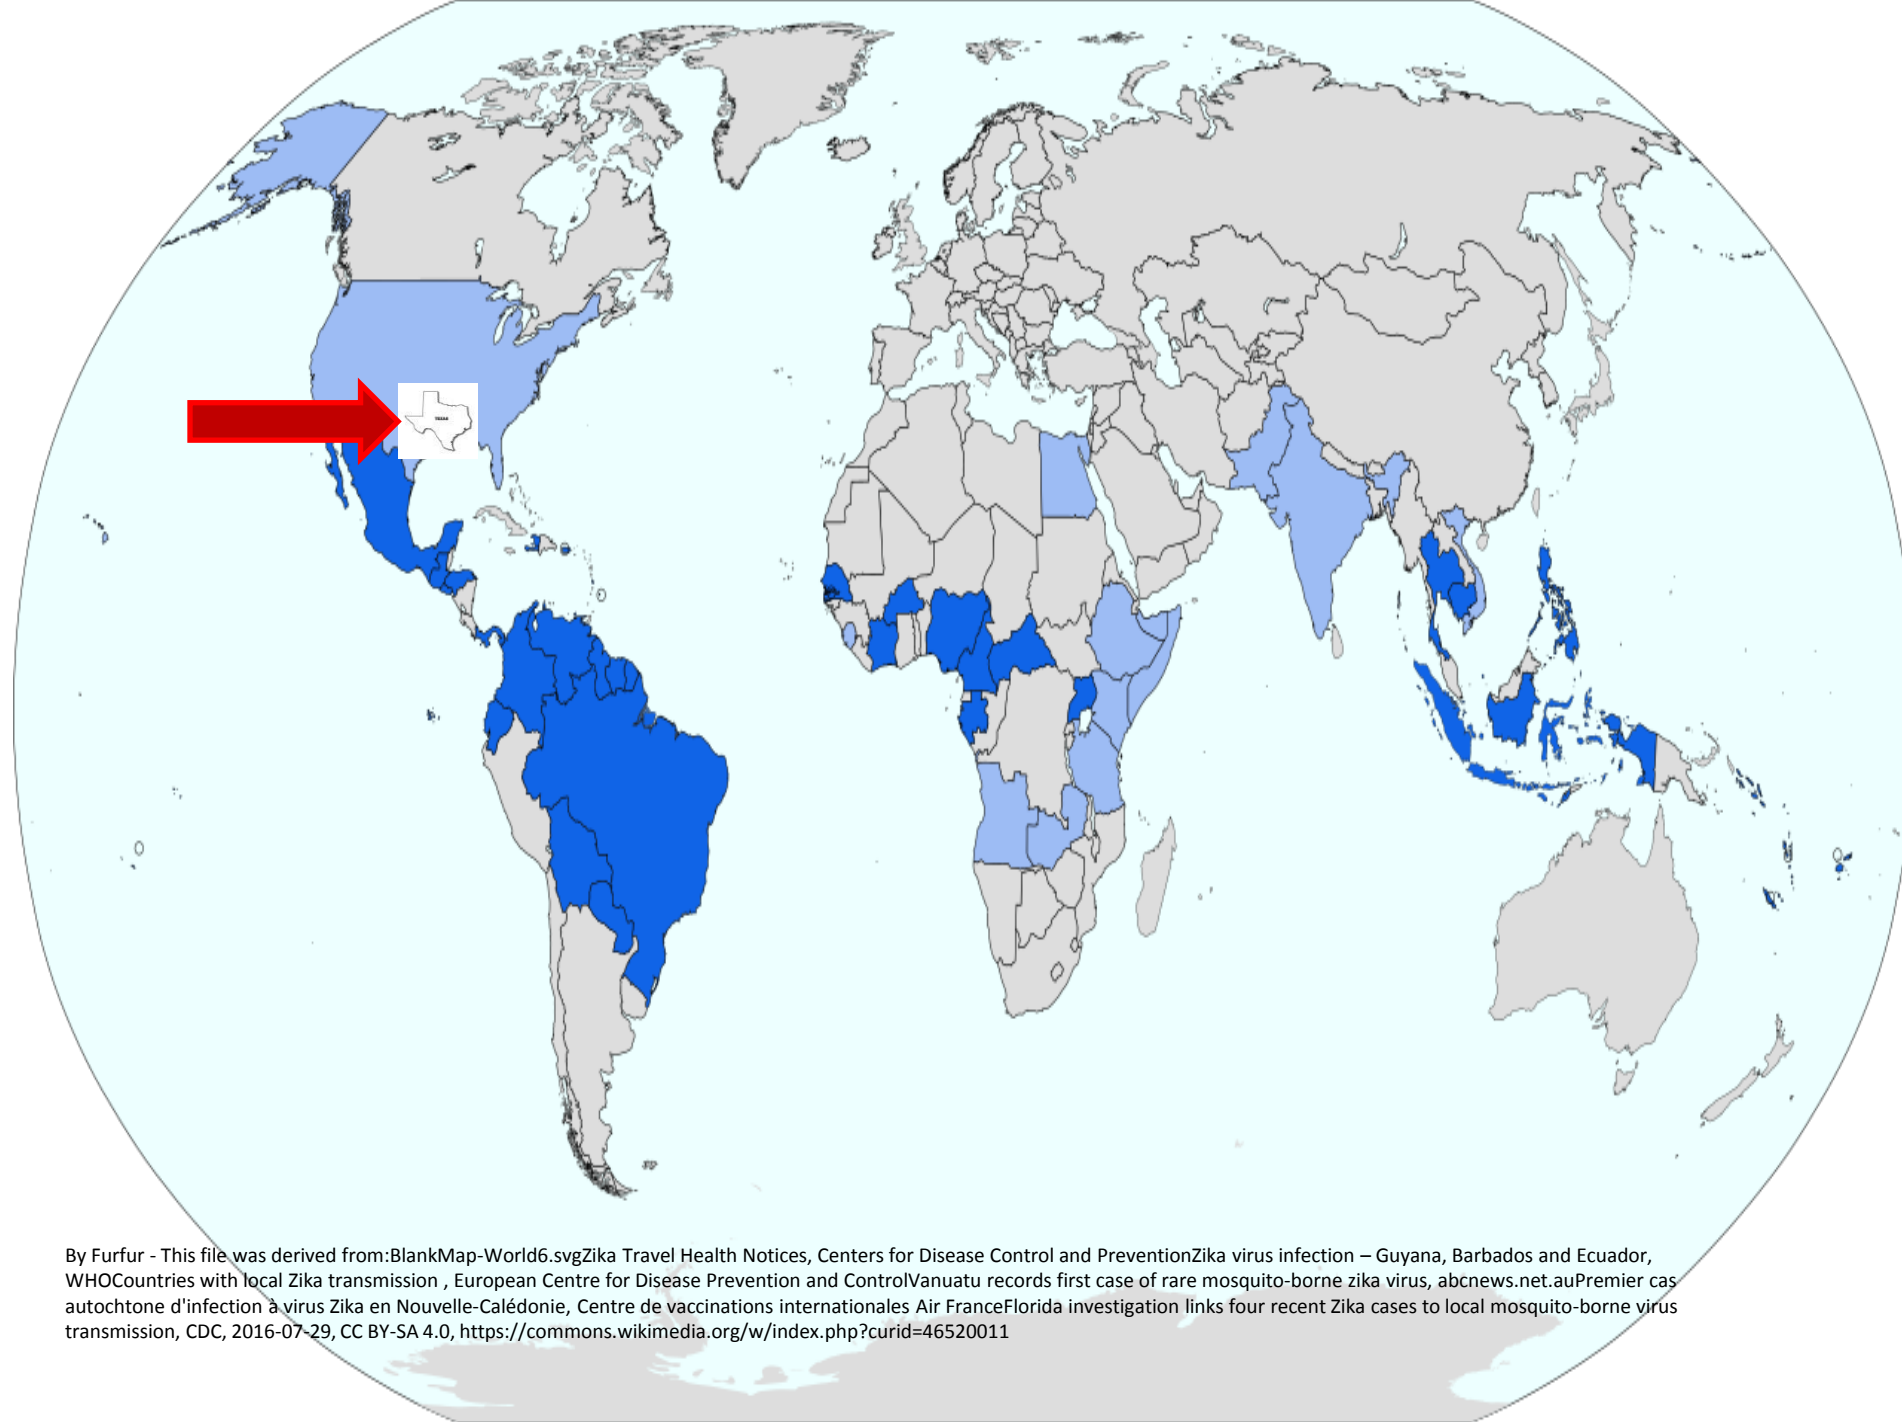 TEXAS
By Furfur - This file was derived from:BlankMap-World6.svgZika Travel Health Notices, Centers for Disease Control and PreventionZika virus infection – Guyana, Barbados and Ecuador,
WHOCountries with local Zika transmission , European Centre for Disease Prevention and ControlVanuatu records first case of rare mosquito-borne zika virus, abcnews.net.auPremier cas
autochtone d'infection à virus Zika en Nouvelle-Calédonie, Centre de vaccinations internationales Air FranceFlorida investigation links four recent Zika cases to local mosquito-borne virus
transmission, CDC, 2016-07-29, CC BY-SA 4.0, https://commons.wikimedia.org/w/index.php?curid=46520011